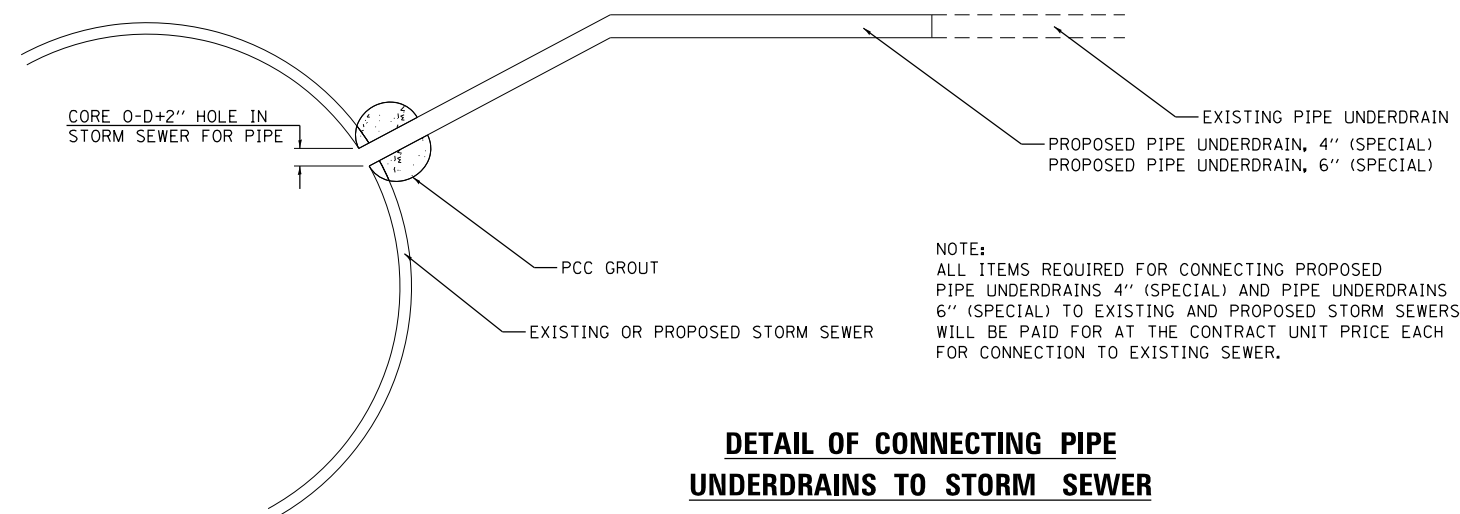 CORE O-D+2'' HOLE IN
STORM SEWER FOR PIPE
EXISTING PIPE UNDERDRAIN
PROPOSED PIPE UNDERDRAIN, 4'' (SPECIAL)
PROPOSED PIPE UNDERDRAIN, 6'' (SPECIAL)
PCC GROUT
EXISTING OR PROPOSED STORM SEWER
NOTE:
ALL ITEMS REQUIRED FOR CONNECTING PROPOSED
PIPE UNDERDRAINS 4'' (SPECIAL) AND PIPE UNDERDRAINS
6'' (SPECIAL) TO EXISTING AND PROPOSED STORM SEWERS
WILL BE PAID FOR AT THE CONTRACT UNIT PRICE EACH
FOR CONNECTION TO EXISTING SEWER.
DETAIL OF CONNECTING PIPE
UNDERDRAINS TO STORM SEWER